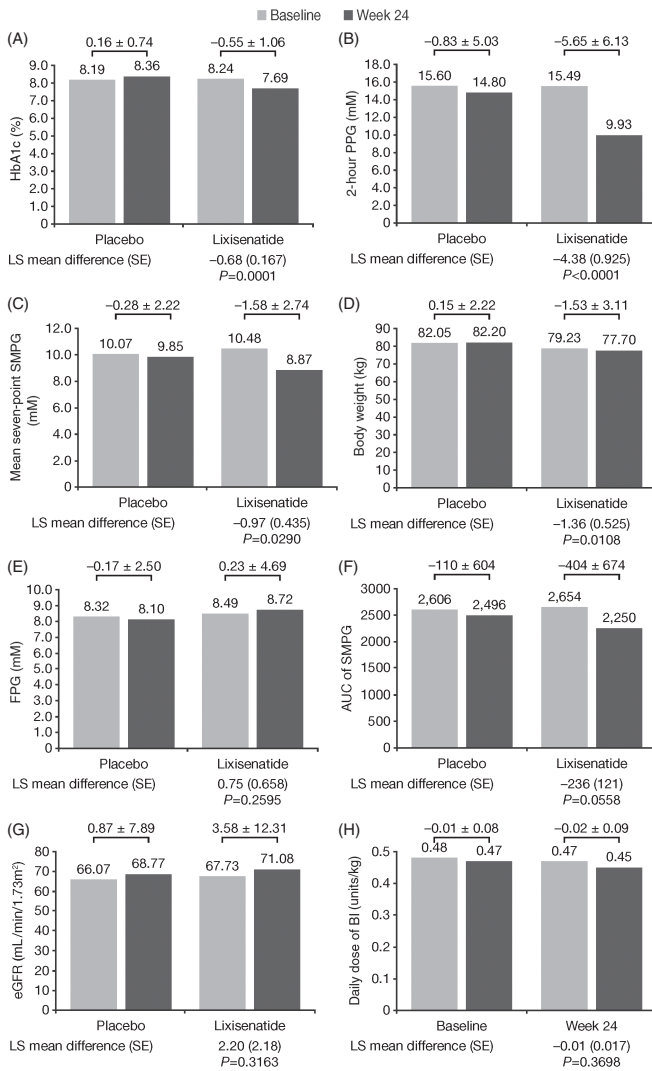 Baseline Week 24
(A)
0.16 ± 0.74 −0.55 ± 1.06
HbA1c (%)
9.0
8.0
7.0
6.0
5.0
4.0
3.0
2.0
1.0
0.0
8.19 8.36 8.24 7.69
Placebo Lixisenatide
LS mean difference (SE) −0.68 (0.167)
P=0.0001
(B)
−0.83 ± 5.03 −5.65 ± 6.13
2-hour PPG (mM)
18.0
16.0
14.0
12.0
10.0
8.0
6.0
4.0
2.0
0.0
15.60 14.80 15.49 9.93
Placebo Lixisenatide
LS mean difference (SE) −4.38 (0.925)
P<0.0001
(C)
−0.28 ± 2.22 −1.58 ± 2.74
Mean seven-point SMPG
(mM)
12.0
10.0
8.0
6.0
4.0
2.0
0
10.07 9.85 10.48 8.87
Placebo Lixisenatide
LS mean difference (SE) −0.97 (0.435)
P=0.0290
(D)
0.15 ± 2.22 −1.53 ± 3.11
Body weight (kg)
90
80
70
60
50
40
30
20
10
0
82.05 82.20 79.23 77.70
Placebo Lixisenatide
LS mean difference (SE) −1.36 (0.525)
P=0.0108
(E)
−0.17 ± 2.50 0.23 ± 4.69
FPG (mM)
10.0
9.0
8.0
7.0
6.0
5.0
4.0
3.0
2.0
1.0
0.0
8.32 8.10 8.49 8.72
Placebo Lixisenatide
LS mean difference (SE) 0.75 (0.658)
P=0.2595
(F)
−110 ± 604 −404 ± 674
AUC of SMPG
3000
2500
2000
1500
1000
500
0
2,606 2,496 2,654 2,250
Placebo Lixisenatide
LS mean difference (SE) −236 (121)
P=0.0558
(G)
0.87 ± 7.89 3.58 ± 12.31
eGFR (mL/min/1.73m²)
80
70
60
50
40
30
20
10
0
66.07 68.77 67.73 71.08
Placebo Lixisenatide
LS mean difference (SE) 2.20 (2.18)
P=0.3163
(H)
−0.01 ± 0.08 −0.02 ± 0.09
Daily dose of BI (units/kg)
0.5
0.4
0.3
0.2
0.1
0
0.48 0.47 0.47 0.45
Baseline Week 24
LS mean difference (SE) −0.01 (0.017)
P=0.3698